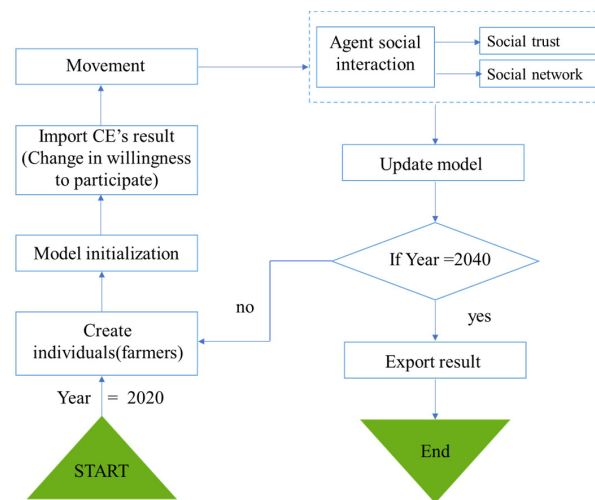 Agent social
interaction
Social trust
Social network
Movement
Import CE's result
(Change in willingness
to participate)
Update model
Model initialization
If Year =2040
no
yes
Create
individuals(farmers)
Export result
Year = 2020
START
End